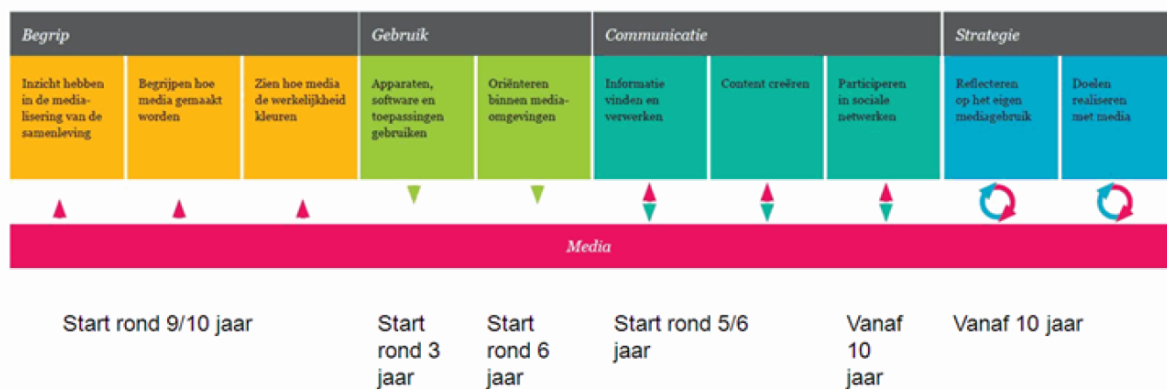 Begrip
Gebruik
Communicatie
Strategie
Inzicht hebben
in de media-
lisering van de
samenleving
Begrijpen hoe
media gemaakt
worden
Zien hoe media
de werkelijkheid
kleuren
Apparaten,
software en
toepassingen
gebruiken
Oriënteren
binnen media-
omgevingen
Informatie
vinden en
verwerken
Content creëren
Participeren
in sociale
netwerken
Reflecteren
op het eigen
mediagebruik
Doelen
realiseren
met media
Media
Start rond 9/10 jaar
Start
rond 3
jaar
Start
rond 6
jaar
Start rond 5/6
jaar
Vanaf
10
jaar
Vanaf 10 jaar